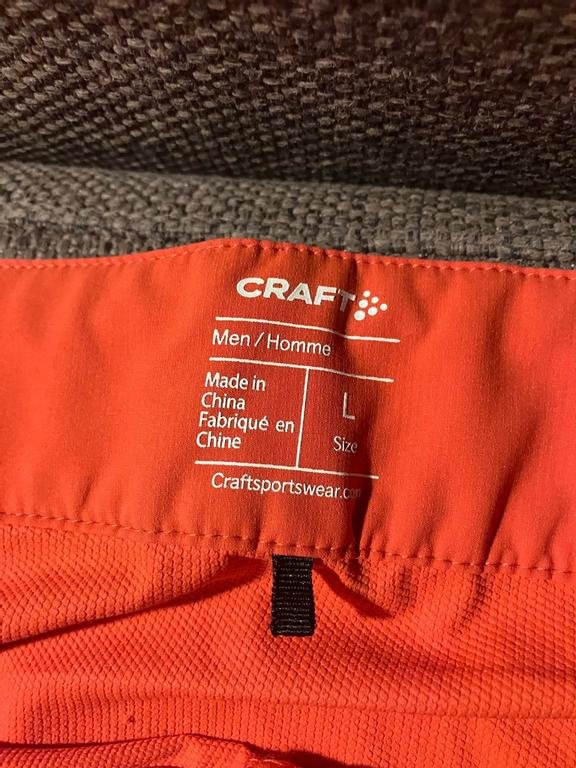 CRAFT
Men / Homme
Made in
China
Fabriqué en
Chine
L
Size
Craftsportswear.com